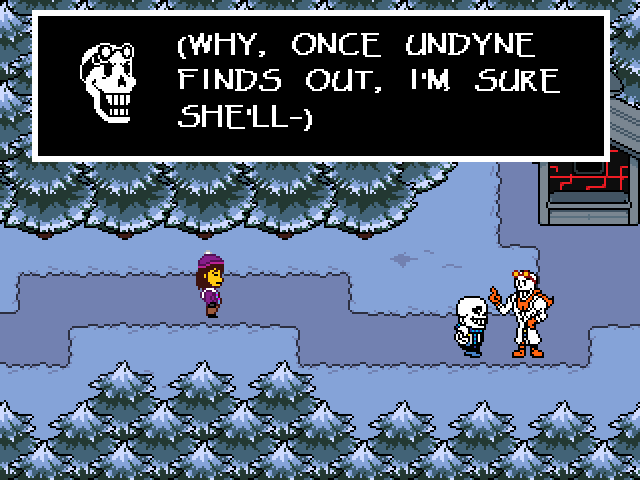 (WHY, ONCE UNDYNE
FINDS OUT, I'M SURE
SHE'LL-)